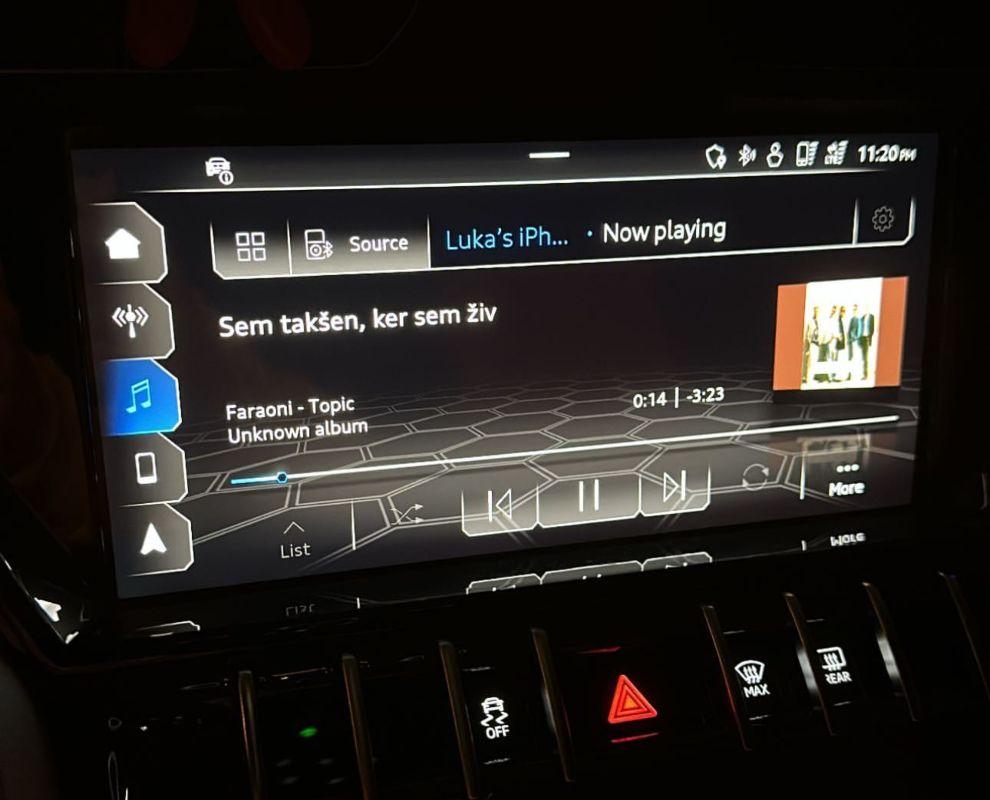 11:20 PM
Source
Luka's iPh... • Now playing
Sem takšen, ker sem živ
Faraoni - Topic
Unknown album
0:14 | -3:23
List
More
OFF
MAX
REAR